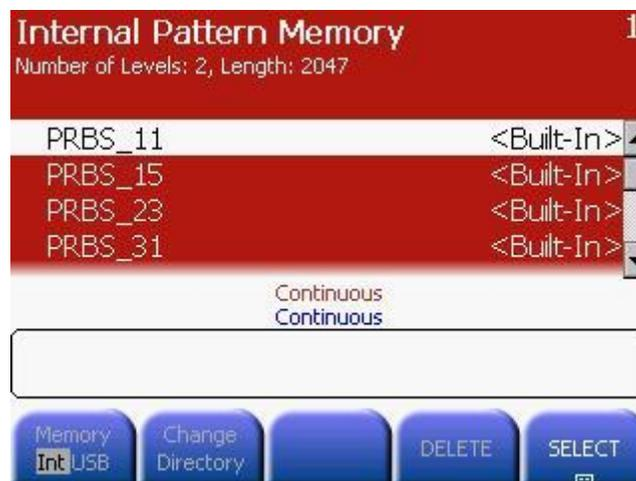 Internal Pattern Memory
1
Number of Levels: 2, Length: 2047
PRBS_11 <Built-In>
PRBS_15 <Built-In>
PRBS_23 <Built-In>
PRBS_31 <Built-In>
Continuous
Continuous
Memory
Int USB
Change
Directory
DELETE
SELECT